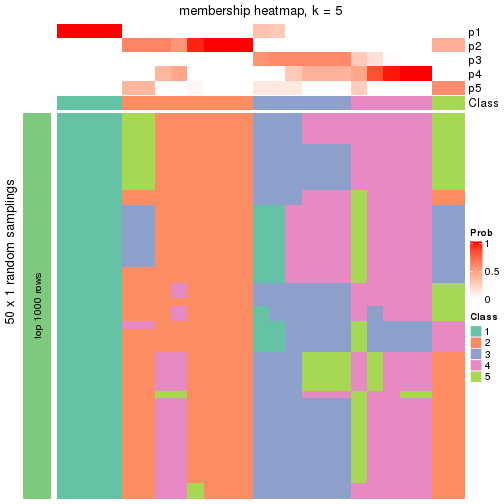 membership heatmap, k = 5
p1
p2
p3
p4
p5
Class
50 x 1 random samplings
top 1000 rows
Prob
1
0.5
0
Class
1
2
3
4
5